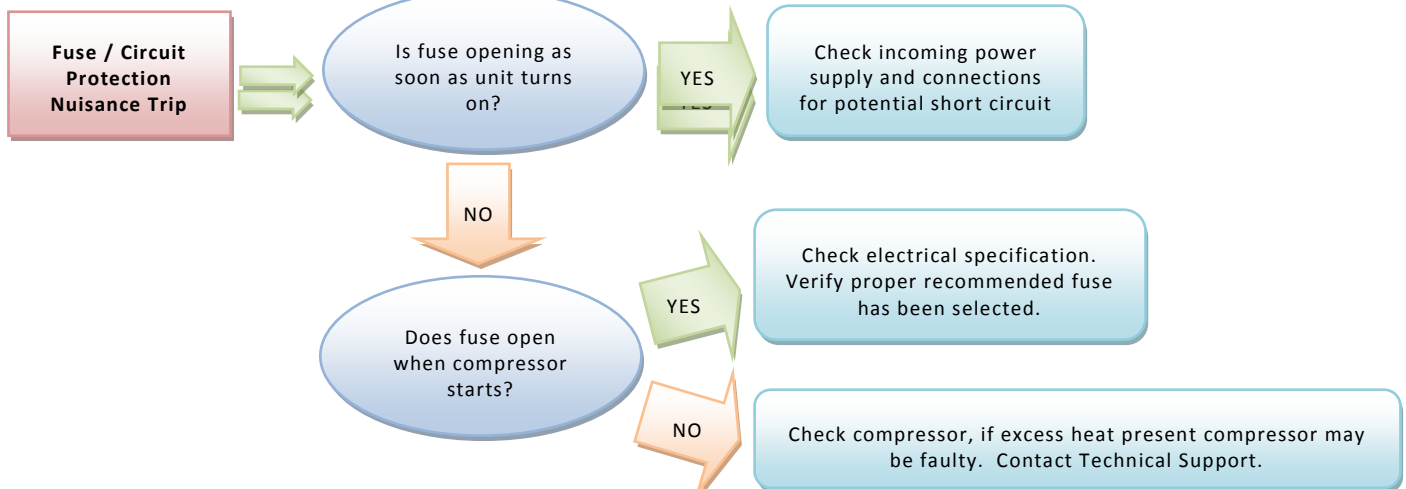 Fuse / Circuit
Protection
Nuisance Trip
Is fuse opening as
soon as unit turns
on?
YES
YES
Check incoming power
supply and connections
for potential short circuit
NO
Does fuse open
when compressor
starts?
YES
Check electrical specification.
Verify proper recommended fuse
has been selected.
NO
Check compressor, if excess heat present compressor may
be faulty. Contact Technical Support.